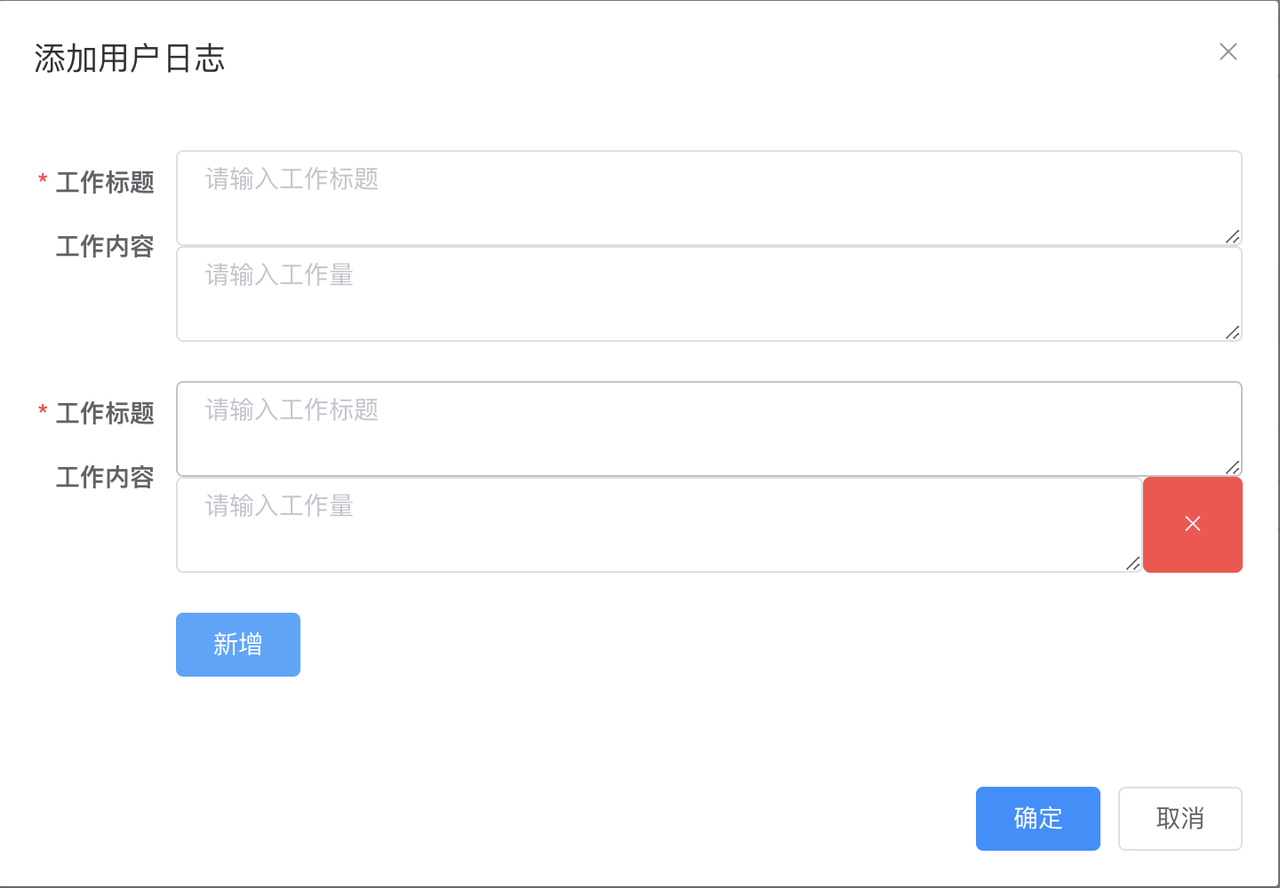 添加用户日志
* 工作标题
请输入工作标题
工作内容
请输入工作量
* 工作标题
请输入工作标题
工作内容
请输入工作量
新增
确定
取消